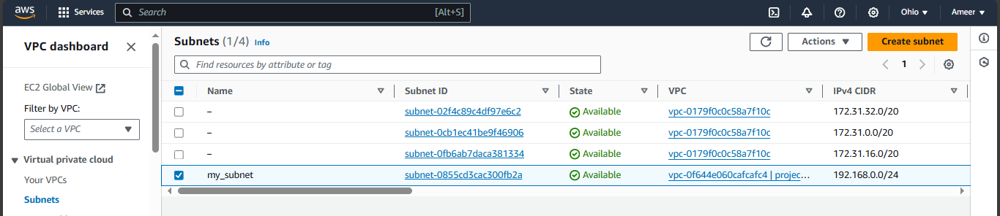 aws Services Search [Alt+S] Ohio ▼ Ameer ▼
VPC dashboard
EC2 Global View
Filter by VPC:
Select a VPC
Virtual private cloud
Your VPCs
Subnets
Subnets (1/4) Info
Actions Create subnet
Find resources by attribute or tag
1
Name Subnet ID State VPC IPv4 CIDR
– subnet-02f4c89c4df97e6c2 Available vpc-0179f0c0c58a7f10c 172.31.32.0/20
– subnet-0cb1ec41be9f46906 Available vpc-0179f0c0c58a7f10c 172.31.0.0/20
– subnet-0fb6ab7daca381334 Available vpc-0179f0c0c58a7f10c 172.31.16.0/20
my_subnet subnet-0855cd3cac300fb2a Available vpc-0f644e060cafcafc4 | projec... 192.168.0.0/24